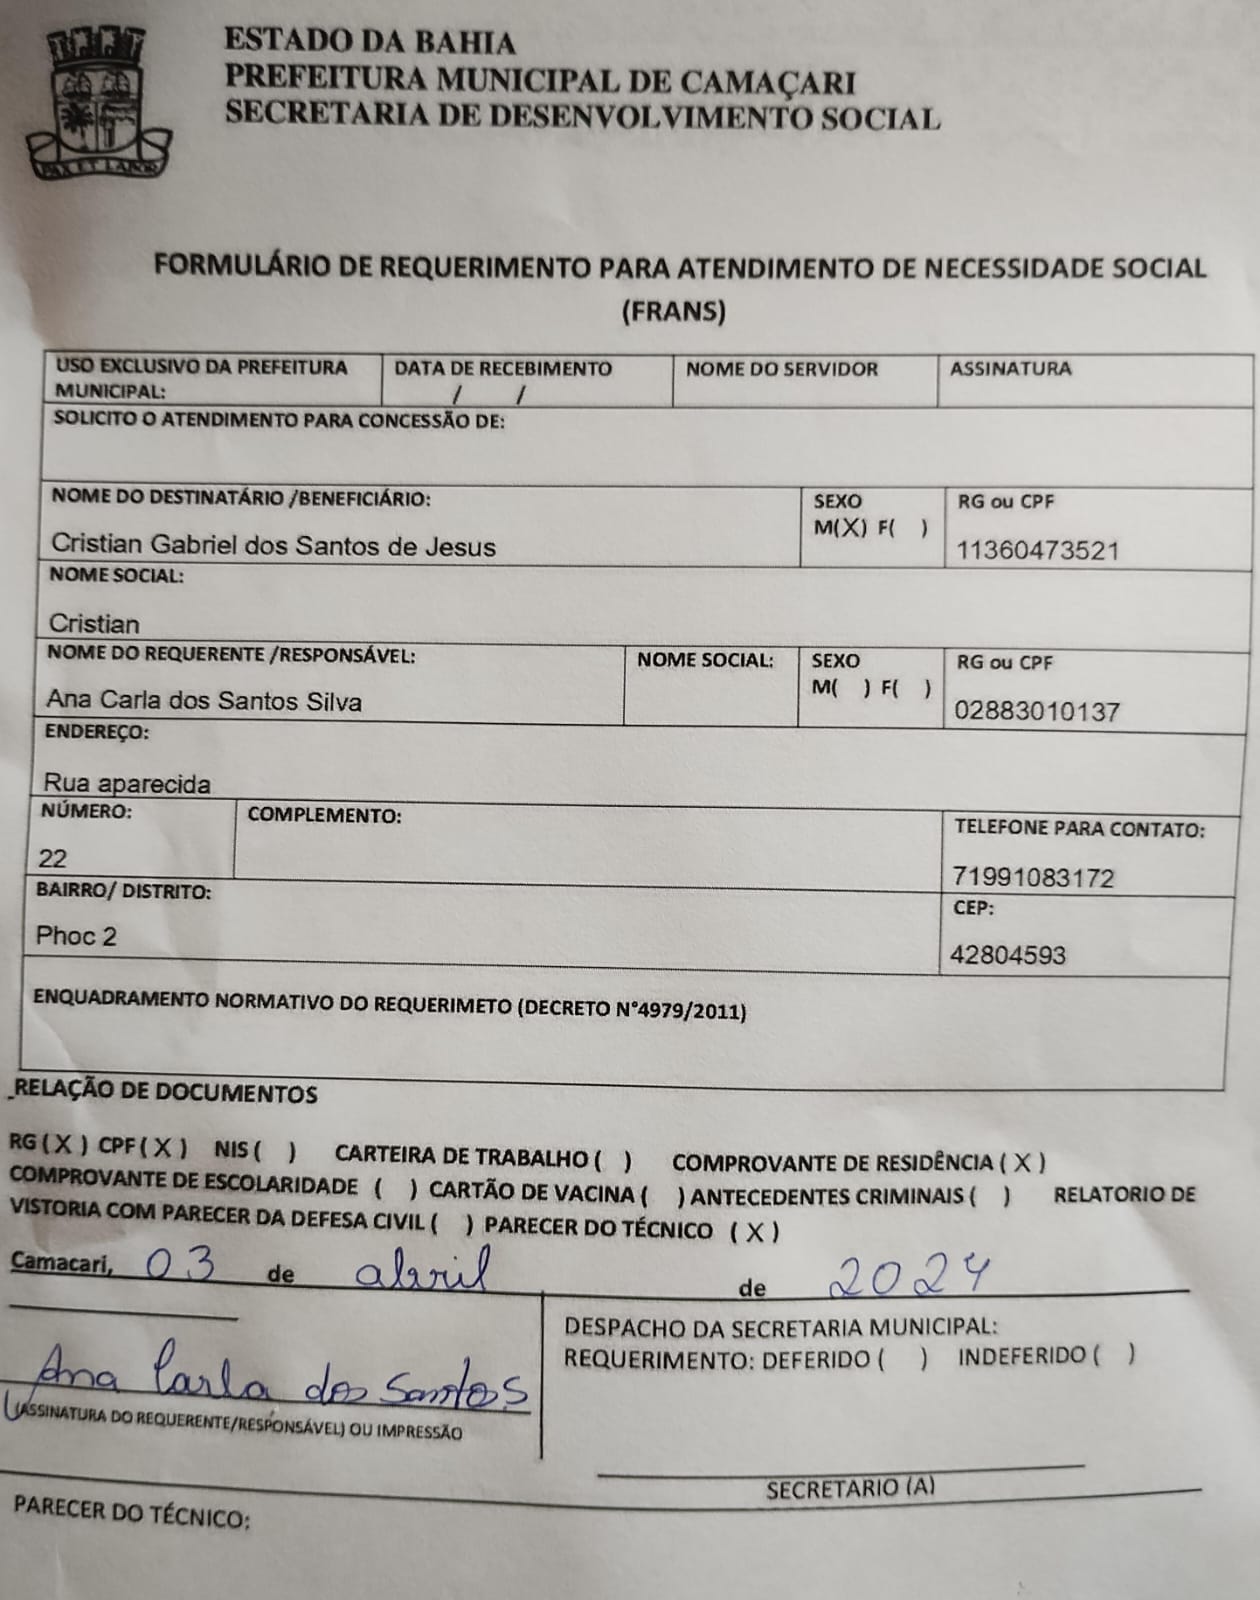 ESTADO DA BAHIA
PREFEITURA MUNICIPAL DE CAMAÇARI
SECRETARIA DE DESENVOLVIMENTO SOCIAL
PAX ET LABOR
FORMULÁRIO DE REQUERIMENTO PARA ATENDIMENTO DE NECESSIDADE SOCIAL
(FRANS)
USO EXCLUSIVO DA PREFEITURA MUNICIPAL:
DATA DE RECEBIMENTO
/ /
NOME DO SERVIDOR
ASSINATURA
SOLICITO O ATENDIMENTO PARA CONCESSÃO DE:
NOME DO DESTINATÁRIO /BENEFICIÁRIO:
Cristian Gabriel dos Santos de Jesus
SEXO
M(X) F( )
RG ou CPF
11360473521
NOME SOCIAL:
Cristian
NOME DO REQUERENTE /RESPONSÁVEL:
Ana Carla dos Santos Silva
NOME SOCIAL:
SEXO
M( ) F( )
RG ou CPF
02883010137
ENDEREÇO:
Rua aparecida
NÚMERO:
22
COMPLEMENTO:
TELEFONE PARA CONTATO:
71991083172
BAIRRO/ DISTRITO:
Phoc 2
CEP:
42804593
ENQUADRAMENTO NORMATIVO DO REQUERIMETO (DECRETO N°4979/2011)
RELAÇÃO DE DOCUMENTOS
RG ( X ) CPF ( X ) NIS ( ) CARTEIRA DE TRABALHO ( ) COMPROVANTE DE RESIDÊNCIA ( X )
COMPROVANTE DE ESCOLARIDADE ( ) CARTÃO DE VACINA ( ) ANTECEDENTES CRIMINAIS ( ) RELATORIO DE
VISTORIA COM PARECER DA DEFESA CIVIL ( ) PARECER DO TÉCNICO ( X )
Camacari, 03 de abril de 2024
Ana Carla dos Santos
(ASSINATURA DO REQUERENTE/RESPONSÁVEL) OU IMPRESSÃO
DESPACHO DA SECRETARIA MUNICIPAL:
REQUERIMENTO: DEFERIDO ( ) INDEFERIDO ( )
SECRETARIO (A)
PARECER DO TÉCNICO: